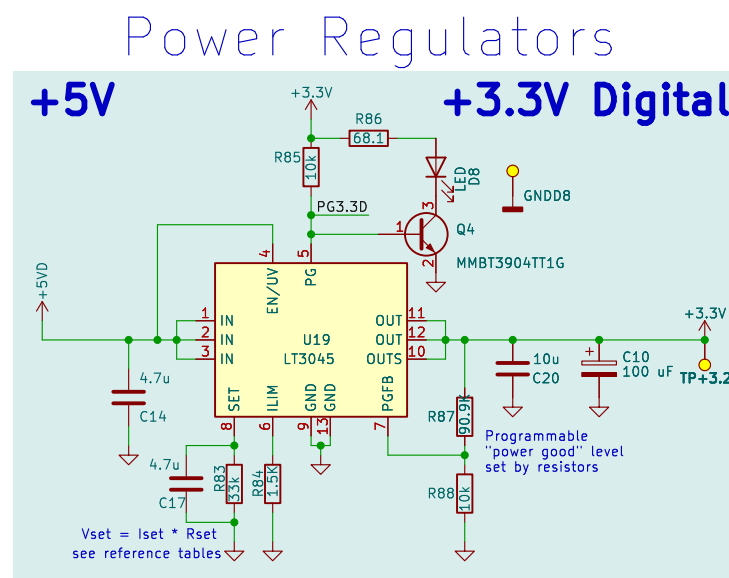 Power Regulators
+5V
+3.3V Digital
+3.3V
R86
68.1
R85
10k
LED
D8
GNDD8
PG3.3D
3
1
Q4
2
MMBT3904TT1G
4
5
EN/UV
PG
+5VD
1
IN
2
IN
3
IN
U19
LT3045
OUT
11
OUT
12
OUTS
10
+3.3V
10u
C20
+
C10
100 uF
TP+3.2
SET
ILIM
GND
GND
PGFB
8
6
9
13
7
4.7u
C14
R87
90.9K
Programmable
"power good" level
set by resistors
4.7u
C17
R83
33k
R84
1.5K
R88
10k
Vset = Iset * Rset
see reference tables